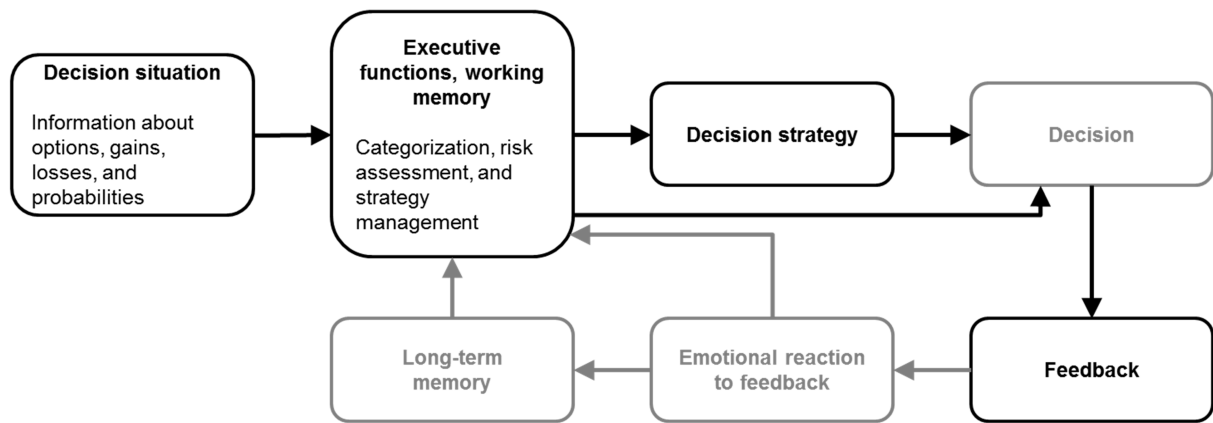 Decision situation
Information about
options, gains,
losses, and
probabilities
Executive
functions, working
memory
Categorization, risk
assessment, and
strategy
management
Decision strategy
Decision
Long-term
memory
Emotional reaction
to feedback
Feedback